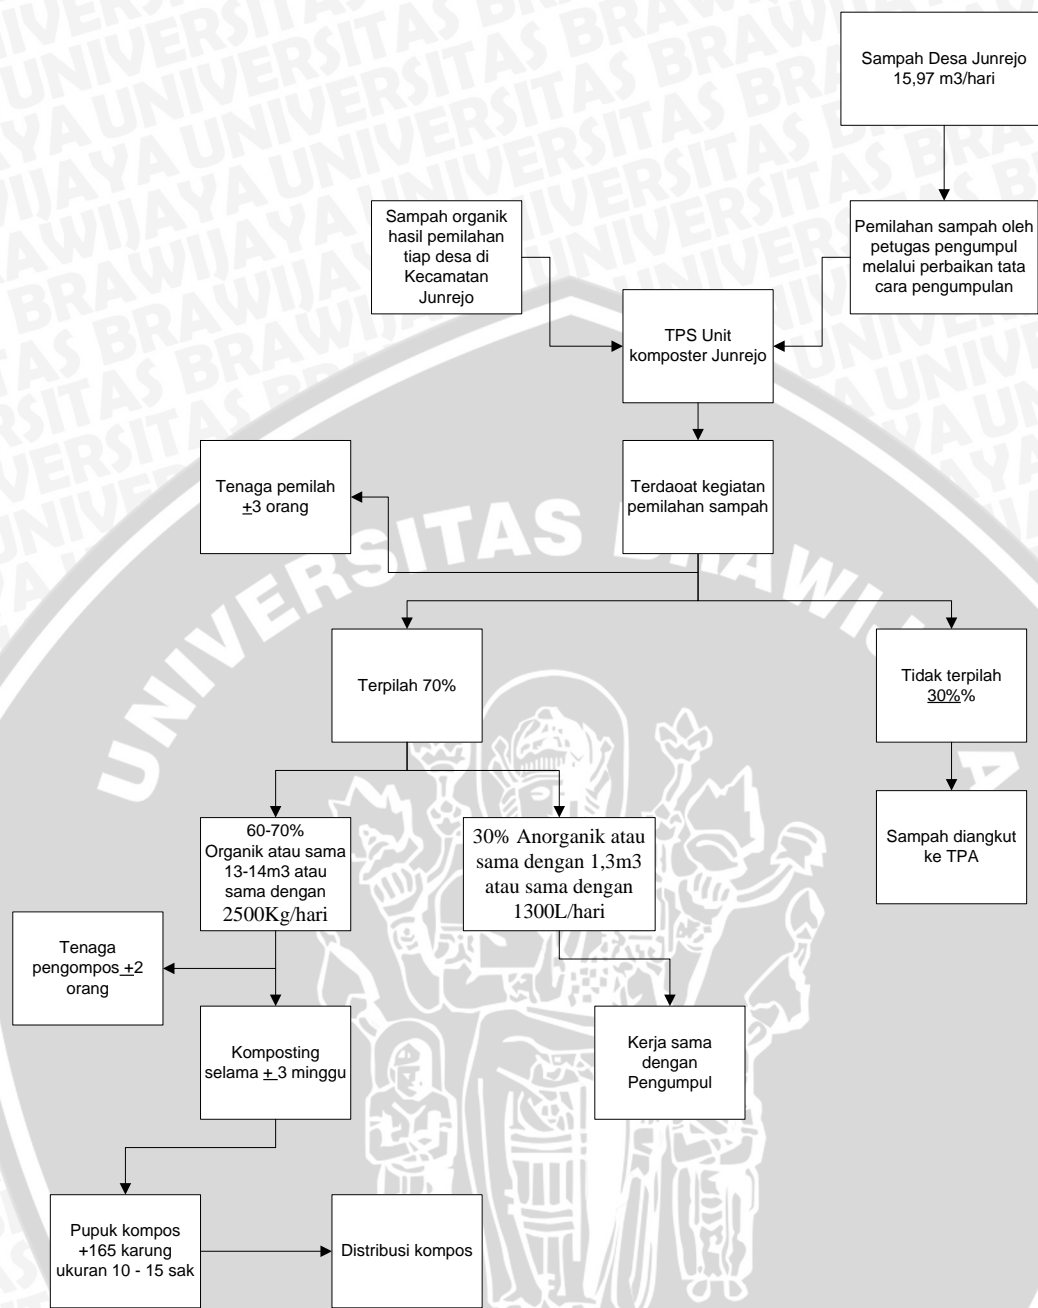 Sampah Desa Junrejo
15,97 m3/hari
Sampah organik
hasil pemilahan
tiap desa di
Kecamatan
Junrejo
Pemilahan sampah oleh
petugas pengumpul
melalui perbaikan tata
cara pengumpulan
TPS Unit
komposter Junrejo
Tenaga pemilah
+3 orang
Terdaoat kegiatan
pemilahan sampah
UNIVERSITAS BRAWIJAYA
Terpilah 70%
Tidak terpilah
30%%
60-70%
Organik atau sama
13-14m3 atau
sama dengan
2500Kg/hari
30% Anorganik atau
sama dengan 1,3m3
atau sama dengan
1300L/hari
Sampah diangkut
ke TPA
Tenaga
pengompos +2
orang
Komposting
selama + 3 minggu
Kerja sama
dengan
Pengumpul
Pupuk kompos
+165 karung
ukuran 10 - 15 sak
Distribusi kompos